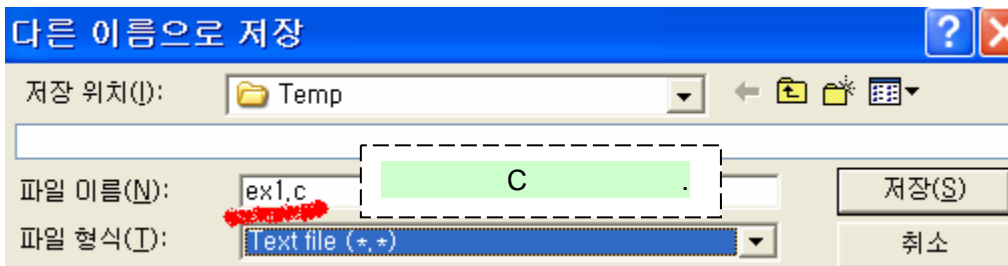 다른 이름으로 저장
저장 위치(I): Temp
C .
파일 이름(N): ex1.c 저장(S)
파일 형식(T): Text file (*.*) 취소